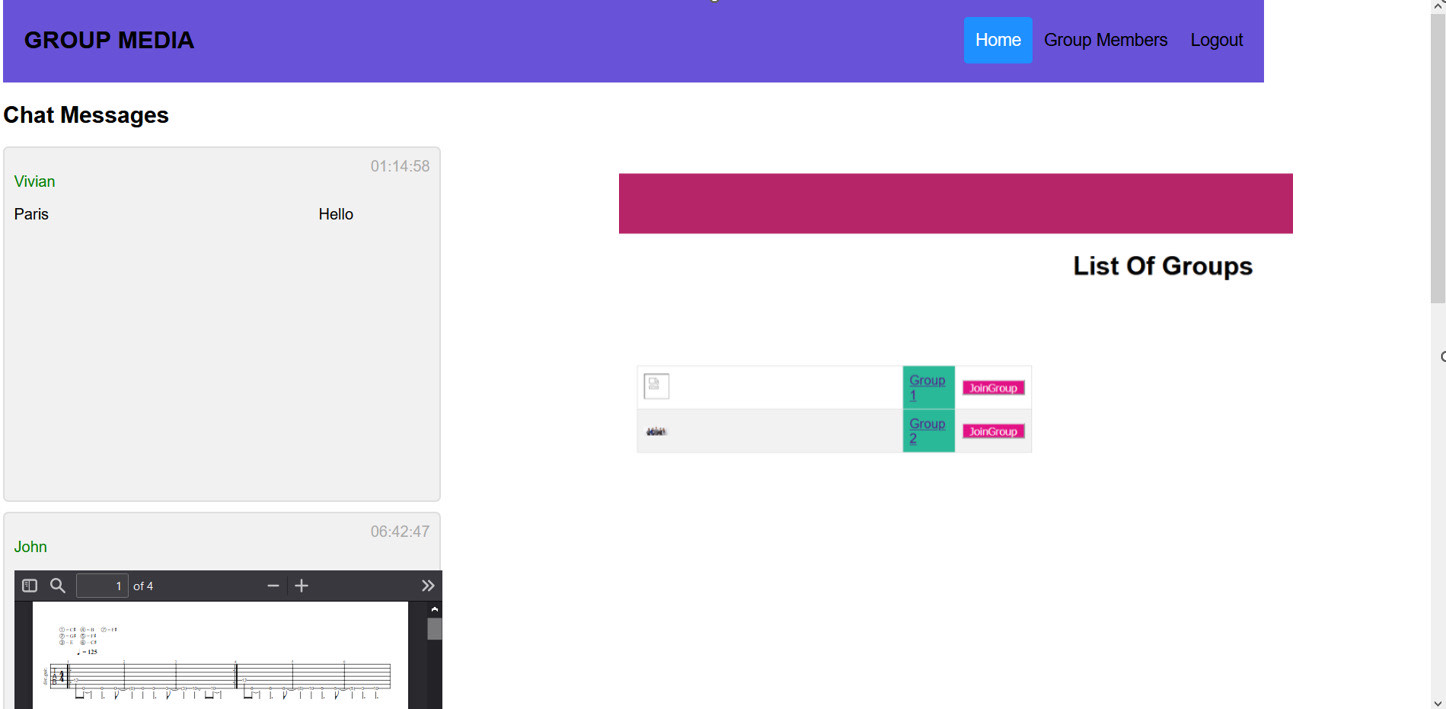 GROUP MEDIA
Home Group Members Logout
Chat Messages
01:14:58
Vivian
Paris Hello
List Of Groups
Group 1 JoinGroup
Group 2 JoinGroup
06:42:47
John
1 of 4
= 125